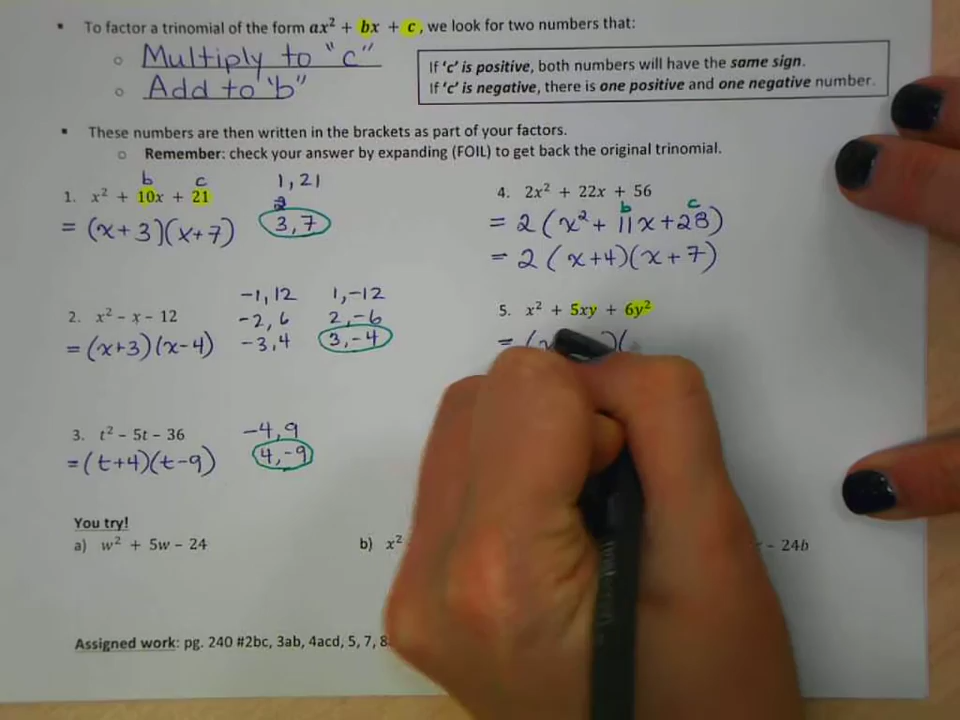 ▪ To factor a trinomial of the form ax² + bx + c, we look for two numbers that:
○ Multiply to "c"
○ Add to "b"
If 'c' is positive, both numbers will have the same sign.
If 'c' is negative, there is one positive and one negative number.
▪ These numbers are then written in the brackets as part of your factors.
○ Remember: check your answer by expanding (FOIL) to get back the original trinomial.
b c
1. x² + 10x + 21
= (x+3)(x+7)
1, 21
2
3, 7
2. x² − x − 12
= (x+3)(x−4)
−1, 12 1, −12
−2, 6 2, −6
−3, 4 3, −4
3. t² − 5t − 36
= (t+4)(t−9)
−4, 9
4, −9
4. 2x² + 22x + 56
b c
= 2(x² + 11x + 28)
= 2(x+4)(x+7)
5. x² + 5xy + 6y²
= (x )(
You try!
a) w² + 5w − 24
b) x²
− 24b
Assigned work: pg. 240 #2bc, 3ab, 4acd, 5, 7, 8